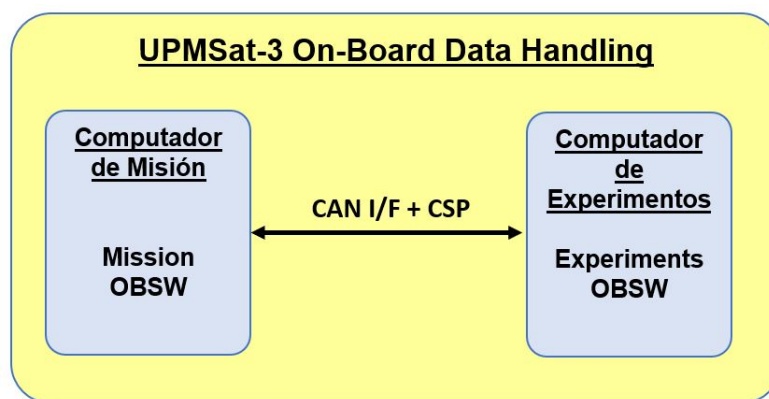 UPMSat-3 On-Board Data Handling
Computador
de Misión
Mission
OBSW
CAN I/F + CSP
Computador
de
Experimentos
Experiments
OBSW